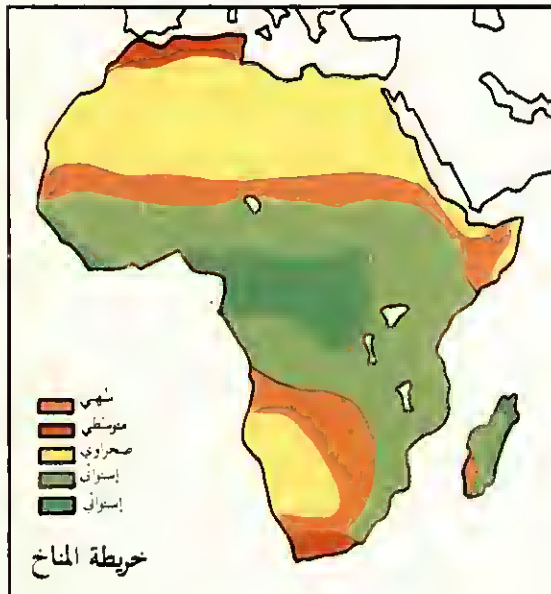 سهبي
متوسطي
صحراوي
إستوائي
إستوائي
خريطة المناخ